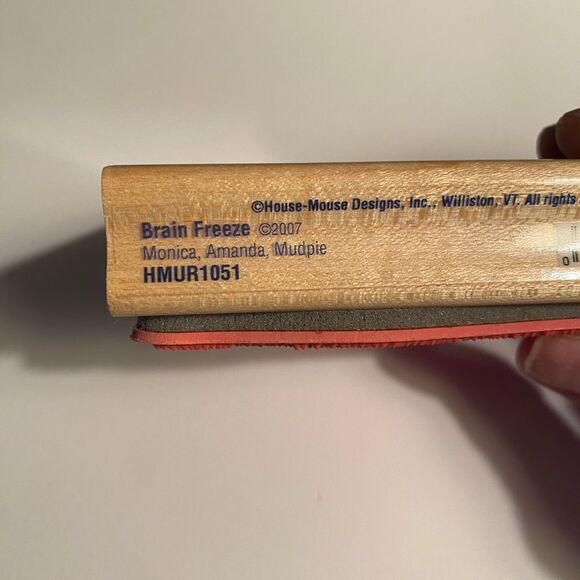 ©House-Mouse Designs, Inc., Williston, VT. All rights
Brain Freeze ©2007
Monica, Amanda, Mudpie
HMUR1051